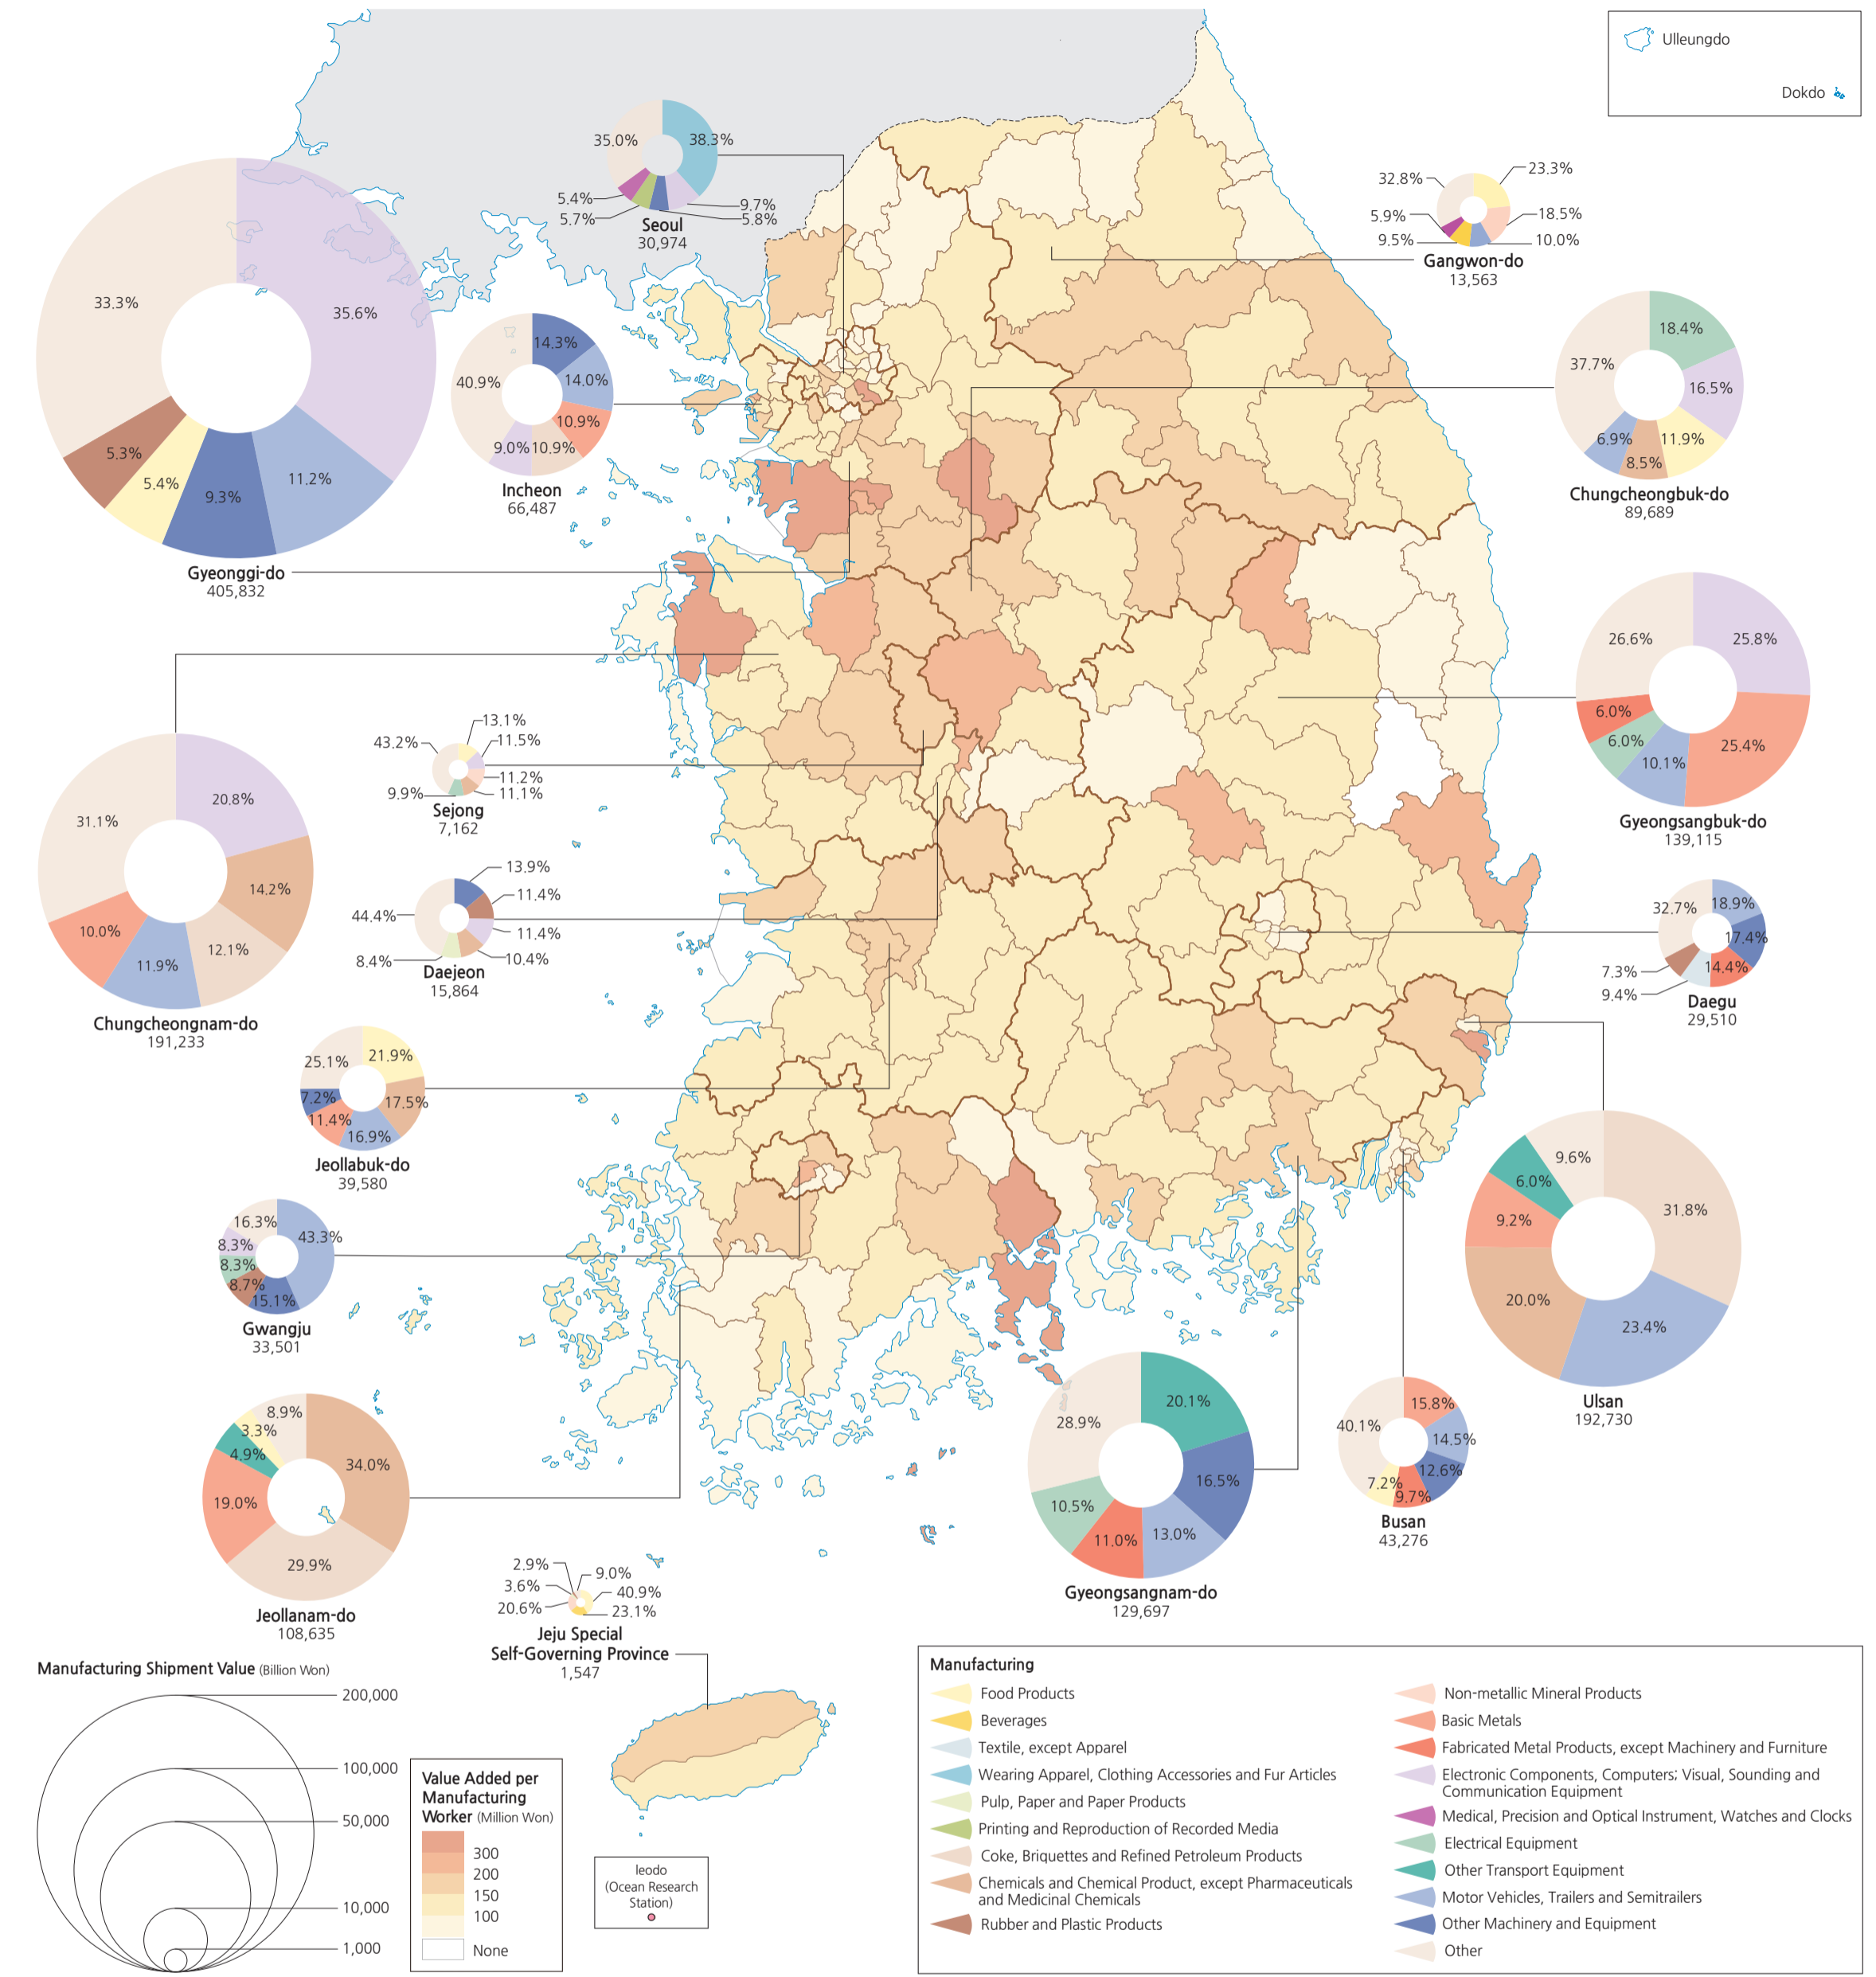 Ulleungdo
Dokdo
35.0%
38.3%
5.4%
5.7%
9.7%
5.8%
Seoul
30,974
32.8%
23.3%
5.9%
18.5%
9.5%
10.0%
Gangwon-do
13,563
33.3%
35.6%
5.3%
5.4%
9.3%
11.2%
Gyeonggi-do
405,832
14.3%
40.9%
14.0%
10.9%
9.0%
10.9%
Incheon
66,487
18.4%
37.7%
16.5%
6.9%
11.9%
8.5%
Chungcheongbuk-do
89,689
26.6%
25.8%
6.0%
6.0%
10.1%
25.4%
Gyeongsangbuk-do
139,115
20.8%
31.1%
14.2%
10.0%
11.9%
12.1%
Chungcheongnam-do
191,233
13.1%
43.2%
11.5%
11.2%
9.9%
11.1%
Sejong
7,162
13.9%
11.4%
44.4%
11.4%
8.4%
10.4%
Daejeon
15,864
32.7%
18.9%
17.4%
7.3%
14.4%
9.4%
Daegu
29,510
25.1%
21.9%
7.2%
17.5%
11.4%
16.9%
Jeollabuk-do
39,580
16.3%
43.3%
8.3%
8.3%
8.7%
15.1%
Gwangju
33,501
9.6%
6.0%
31.8%
9.2%
20.0%
23.4%
Ulsan
192,730
8.9%
3.3%
4.9%
34.0%
19.0%
29.9%
Jeollanam-do
108,635
20.1%
28.9%
16.5%
10.5%
11.0%
13.0%
Gyeongsangnam-do
129,697
15.8%
40.1%
14.5%
12.6%
7.2%
9.7%
Busan
43,276
2.9%
9.0%
3.6%
40.9%
20.6%
23.1%
Jeju Special
Self-Governing Province
1,547
Manufacturing Shipment Value (Billion Won)
200,000
100,000
50,000
10,000
1,000
Value Added per
Manufacturing
Worker (Million Won)
300
200
150
100
None
Ieodo
(Ocean Research
Station)
Manufacturing
Food Products
Beverages
Textile, except Apparel
Wearing Apparel, Clothing Accessories and Fur Articles
Pulp, Paper and Paper Products
Printing and Reproduction of Recorded Media
Coke, Briquettes and Refined Petroleum Products
Chemicals and Chemical Product, except Pharmaceuticals
and Medicinal Chemicals
Rubber and Plastic Products
Non-metallic Mineral Products
Basic Metals
Fabricated Metal Products, except Machinery and Furniture
Electronic Components, Computers; Visual, Sounding and
Communication Equipment
Medical, Precision and Optical Instrument, Watches and Clocks
Electrical Equipment
Other Transport Equipment
Motor Vehicles, Trailers and Semitrailers
Other Machinery and Equipment
Other